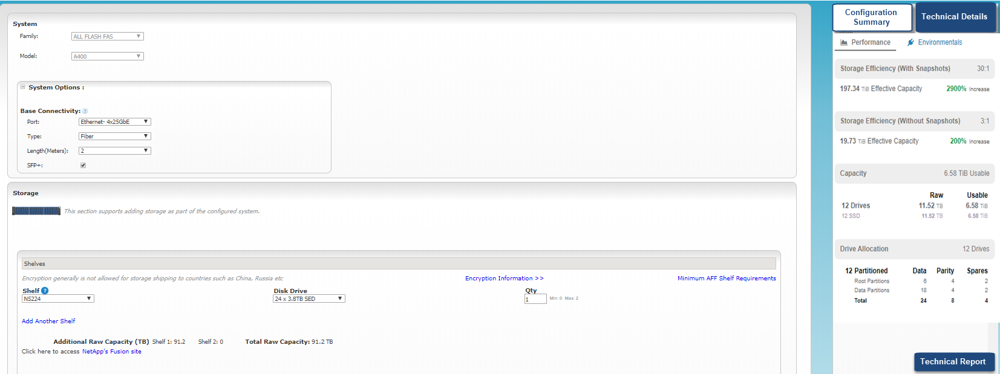 System
Family: ALL FLASH FAS
Model: A400
System Options :
Base Connectivity: ?
Port: Ethernet- 4x25GbE
Type: Fiber
Length(Meters): 2
SFP+:
Storage
This section supports adding storage as part of the configured system.
Shelves
Encryption generally is not allowed for storage shipping to countries such as China, Russia etc
Encryption Information >>
Minimum AFF Shelf Requirements
Shelf ? Disk Drive Qty
NS224 24 x 3.8TB SED 1 Min: 0 Max: 2
Add Another Shelf
Additional Raw Capacity (TB) Shelf 1: 91.2 Shelf 2: 0 Total Raw Capacity: 91.2 TB
Click here to access NetApp's Fusion site
Configuration
Summary
Technical Details
Performance Environmentals
Storage Efficiency (With Snapshots) 30:1
197.34 TiB Effective Capacity 2900% Increase
Storage Efficiency (Without Snapshots) 3:1
19.73 TiB Effective Capacity 200% Increase
Capacity 6.58 TiB Usable
Raw Usable
12 Drives 11.52 TB 6.58 TiB
12 SSD 11.52 TB 6.58 TiB
Drive Allocation 12 Drives
12 Partitioned Data Parity Spares
Root Partitions 6 4 2
Data Partitions 18 4 2
Total 24 8 4
Technical Report